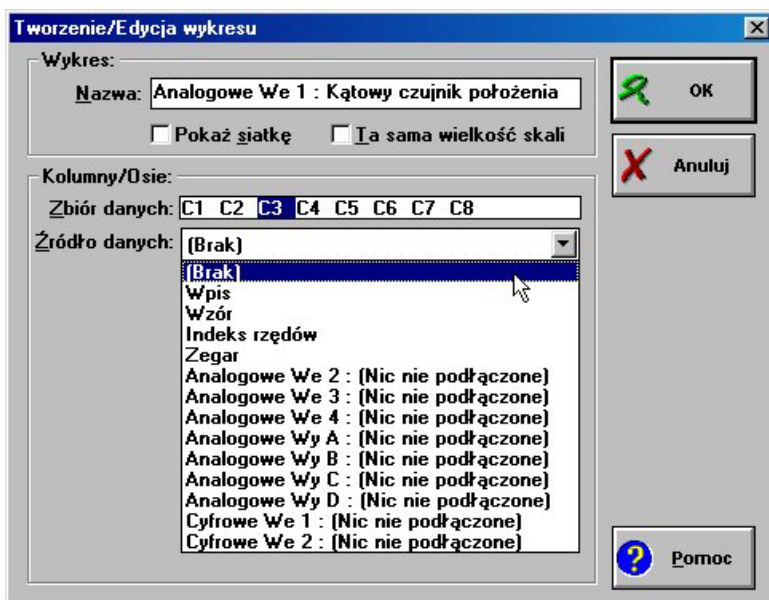 Tworzenie/Edycja wykresu
Wykres:
Nazwa: Analogowe We 1 : Kątowy czujnik położenia
Pokaż siatkę Ta sama wielkość skali
OK
Anuluj
Kolumny/Osie:
Zbiór danych: C1 C2 C3 C4 C5 C6 C7 C8
Źródło danych: (Brak)
(Brak)
Wpis
Wzór
Indeks rzędów
Zegar
Analogowe We 2 : (Nic nie podłączone)
Analogowe We 3 : (Nic nie podłączone)
Analogowe We 4 : (Nic nie podłączone)
Analogowe Wy A : (Nic nie podłączone)
Analogowe Wy B : (Nic nie podłączone)
Analogowe Wy C : (Nic nie podłączone)
Analogowe Wy D : (Nic nie podłączone)
Cyfrowe We 1 : (Nic nie podłączone)
Cyfrowe We 2 : (Nic nie podłączone)
? Pomoc